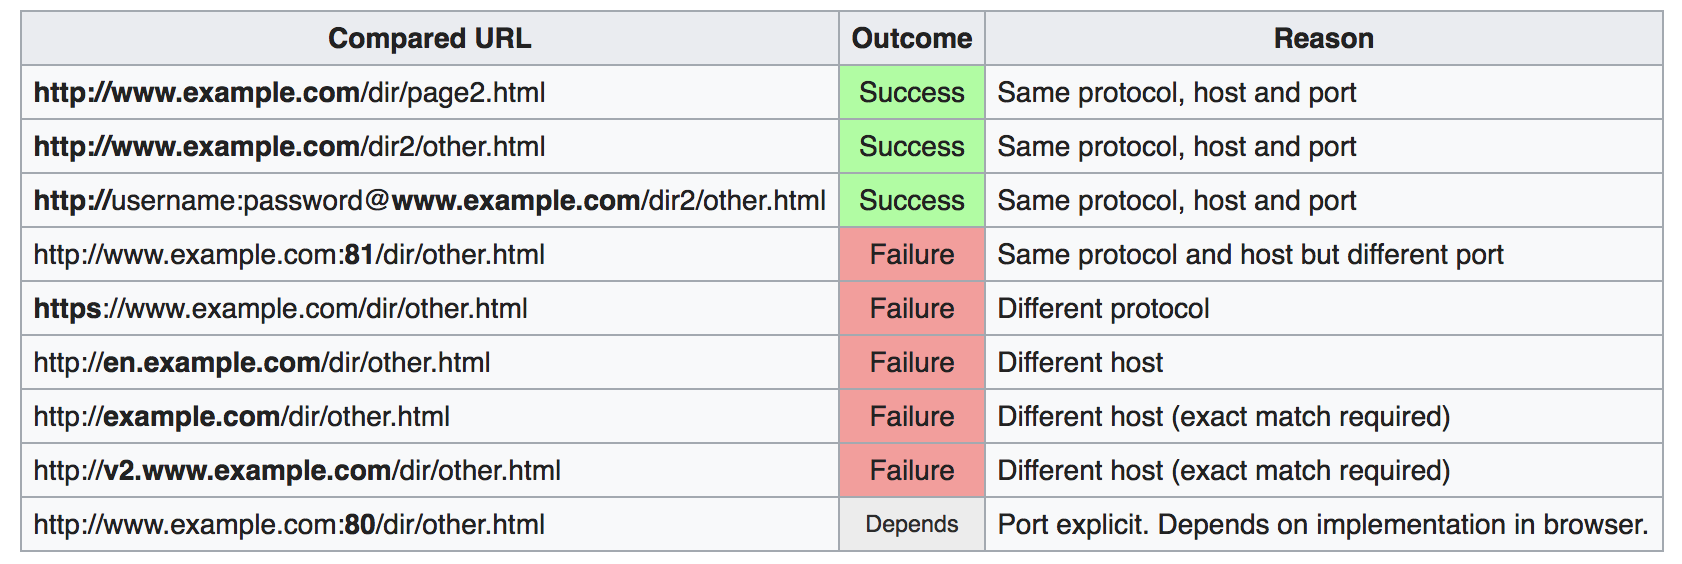 Compared URL Outcome Reason
http://www.example.com/dir/page2.html Success Same protocol, host and port
http://www.example.com/dir2/other.html Success Same protocol, host and port
http://username:password@www.example.com/dir2/other.html Success Same protocol, host and port
http://www.example.com:81/dir/other.html Failure Same protocol and host but different port
https://www.example.com/dir/other.html Failure Different protocol
http://en.example.com/dir/other.html Failure Different host
http://example.com/dir/other.html Failure Different host (exact match required)
http://v2.www.example.com/dir/other.html Failure Different host (exact match required)
http://www.example.com:80/dir/other.html Depends Port explicit. Depends on implementation in browser.